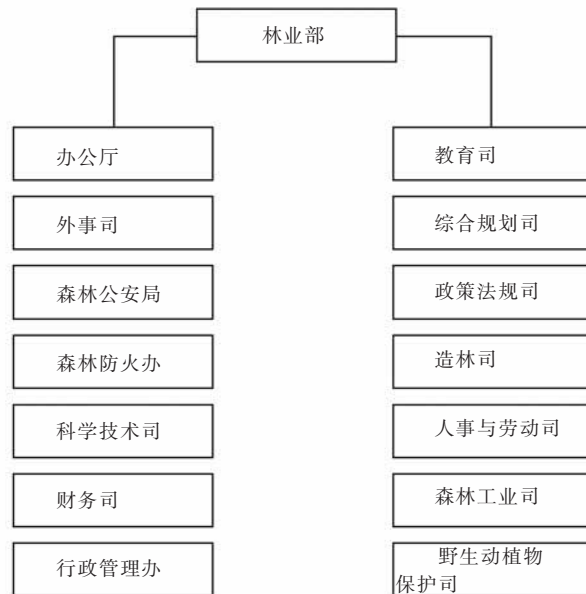 林业部
办公厅
外事司
森林公安局
森林防火办
科学技术司
财务司
行政管理办
教育司
综合规划司
政策法规司
造林司
人事与劳动司
森林工业司
野生动植物
保护司